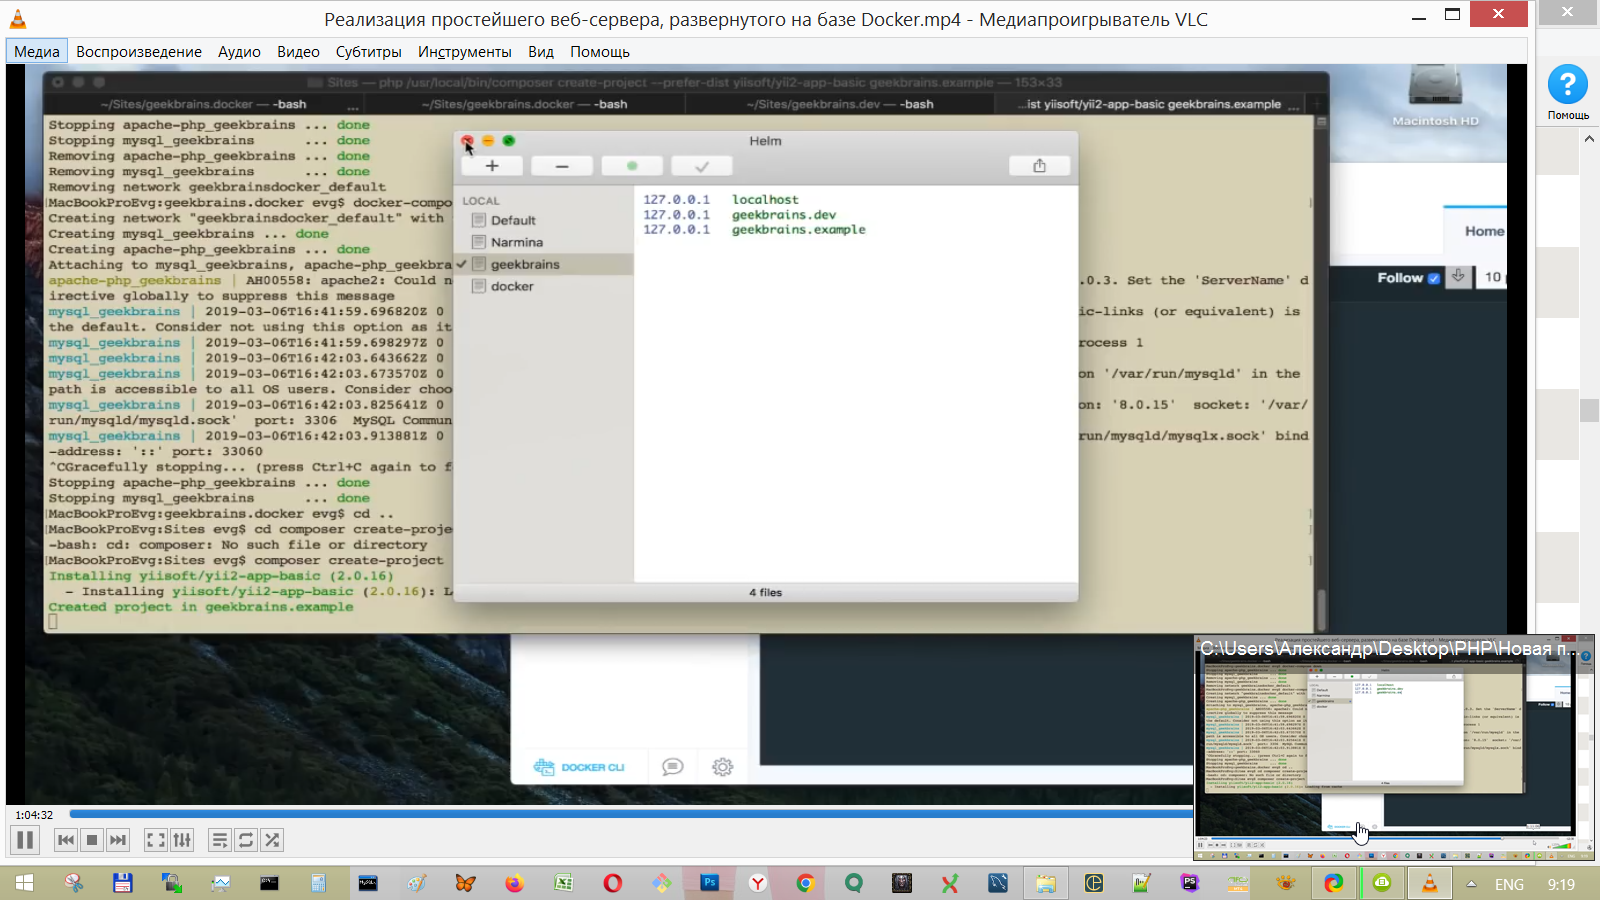 Реализация простейшего веб-сервера, развернутого на базе Docker.mp4 - Медиапроигрыватель VLC
Медиа Воспроизведение Аудио Видео Субтитры Инструменты Вид Помощь
Sites — php /usr/local/bin/composer create-project --prefer-dist yiisoft/yii2-app-basic geekbrains.example — 153×33
~/Sites/geekbrains.docker — -bash ... ~/Sites/geekbrains.docker — -bash ~/Sites/geekbrains.dev — -bash ...ist yiisoft/yii2-app-basic geekbrains.example ...
Stopping apache-php_geekbrains ... done
Stopping mysql_geekbrains ... done
Removing apache-php_geekbrains ... done
Removing mysql_geekbrains ... done
Removing network geekbrainsdocker_default
MacBookProEvg:geekbrains.docker evg$ docker-compo
Creating network "geekbrainsdocker_default" with
Creating mysql_geekbrains ... done
Creating apache-php_geekbrains ... done
Attaching to mysql_geekbrains, apache-php_geekbra
apache-php_geekbrains | AH00558: apache2: Could n
.0.3. Set the 'ServerName' d
irective globally to suppress this message
mysql_geekbrains | 2019-03-06T16:41:59.696820Z 0
ic-links (or equivalent) is
the default. Consider not using this option as it
mysql_geekbrains | 2019-03-06T16:41:59.698297Z 0
rocess 1
mysql_geekbrains | 2019-03-06T16:42:03.643662Z 0
mysql_geekbrains | 2019-03-06T16:42:03.673570Z 0
on '/var/run/mysqld' in the
path is accessible to all OS users. Consider choo
mysql_geekbrains | 2019-03-06T16:42:03.825641Z 0
on: '8.0.15' socket: '/var/
run/mysqld/mysqld.sock' port: 3306 MySQL Commun
mysql_geekbrains | 2019-03-06T16:42:03.913881Z 0
run/mysqld/mysqlx.sock' bind
-address: '::' port: 33060
^CGracefully stopping... (press Ctrl+C again to f
Stopping apache-php_geekbrains ... done
Stopping mysql_geekbrains ... done
MacBookProEvg:geekbrains.docker evg$ cd ..
MacBookProEvg:Sites evg$ cd composer create-proje
-bash: cd: composer: No such file or directory
MacBookProEvg:Sites evg$ composer create-project
Installing yiisoft/yii2-app-basic (2.0.16)
- Installing yiisoft/yii2-app-basic (2.0.16): L
Created project in geekbrains.example
Helm
LOCAL
Default
Narmina
geekbrains
docker
127.0.0.1 localhost
127.0.0.1 geekbrains.dev
127.0.0.1 geekbrains.example
4 files
Macintosh HD
Home
Follow
10
Помощь
DOCKER CLI
C:\Users\Александр\Desktop\PHP\Новая п...
1:04:32
ENG 9:19